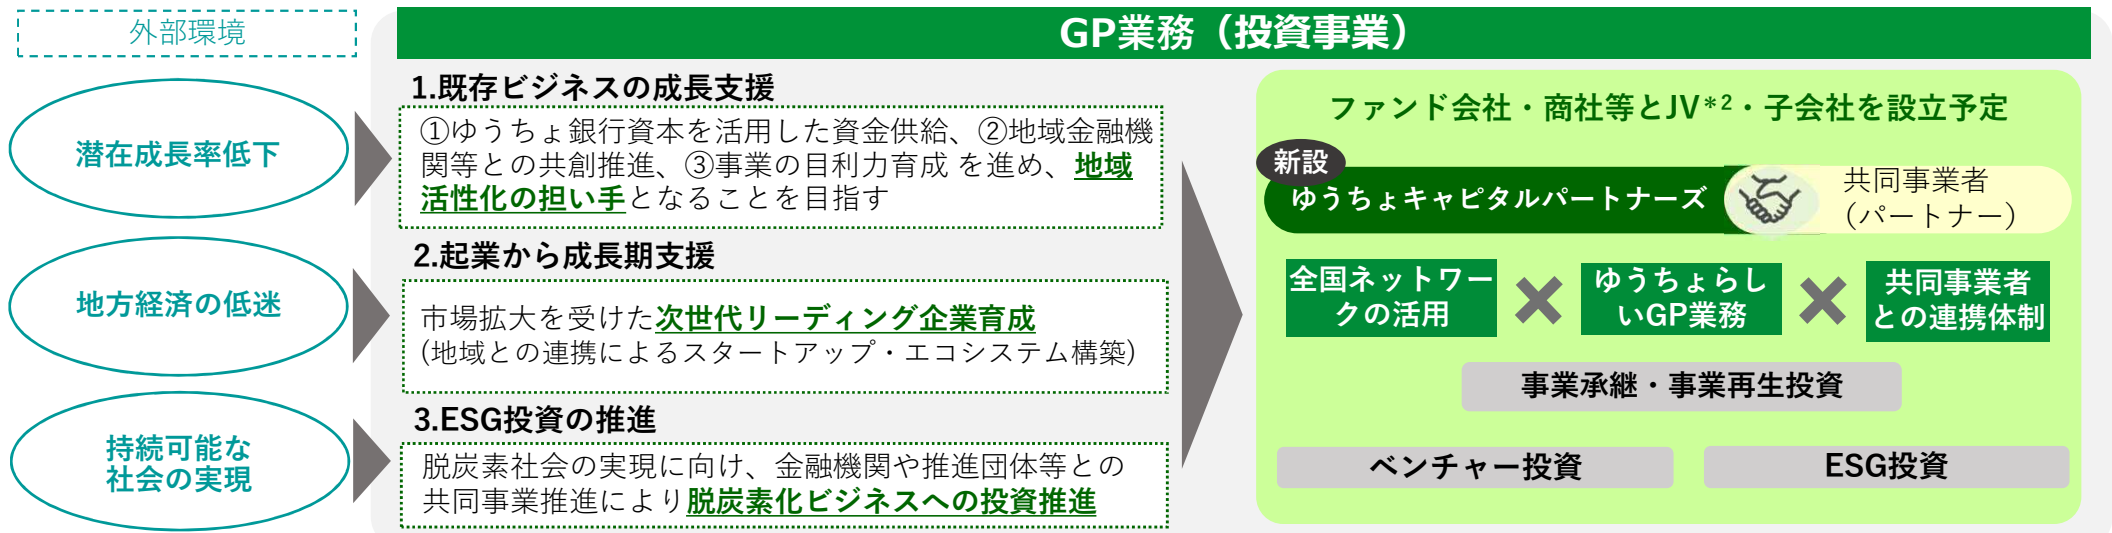 外部環境
潜在成長率低下
地方経済の低迷
持続可能な
社会の実現
GP業務（投資事業）
1.既存ビジネスの成長支援
①ゆうちょ銀行資本を活用した資金供給、②地域金融機
関等との共創推進、③事業の目利力育成 を進め、地域
活性化の担い手となることを目指す
2.起業から成長期支援
市場拡大を受けた次世代リーディング企業育成
(地域との連携によるスタートアップ・エコシステム構築)
3.ESG投資の推進
脱炭素社会の実現に向け、金融機関や推進団体等との
共同事業推進により脱炭素化ビジネスへの投資推進
ファンド会社・商社等とJV*2・子会社を設立予定
新設
ゆうちょキャピタルパートナーズ
共同事業者
（パートナー）
全国ネットワー
クの活用
ゆうちょらし
いGP業務
共同事業者
との連携体制
事業承継・事業再生投資
ベンチャー投資
ESG投資